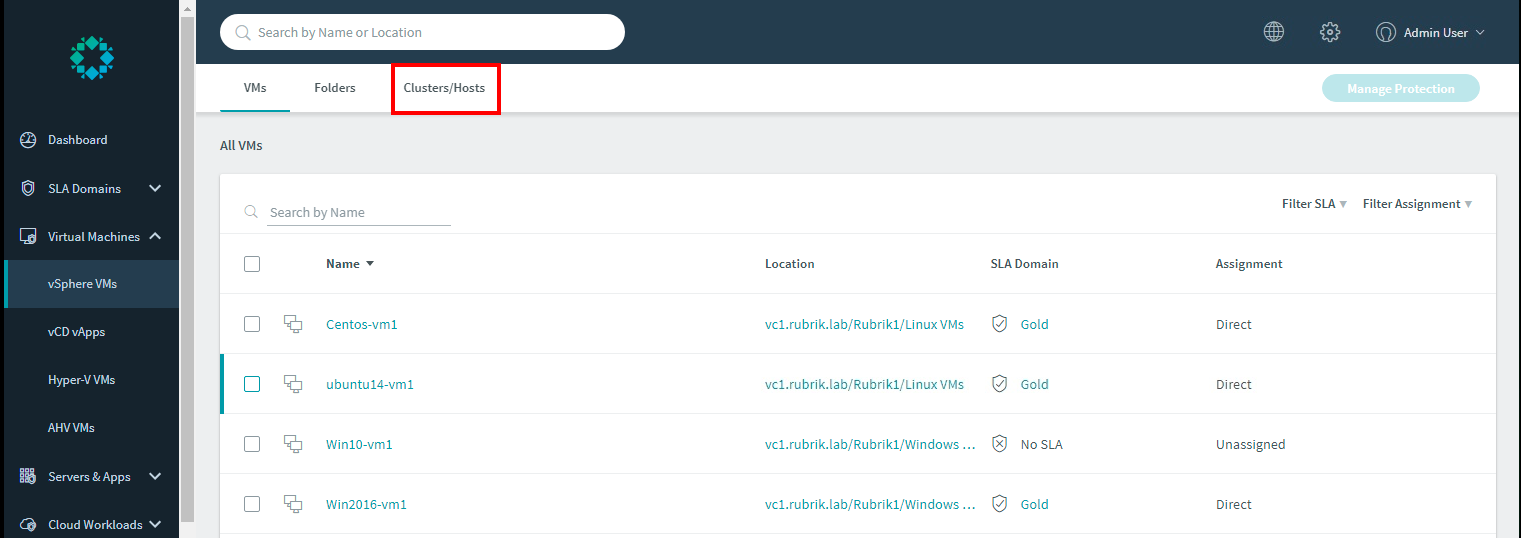 Search by Name or Location
Admin User
VMs Folders Clusters/Hosts
Manage Protection
Dashboard
SLA Domains
Virtual Machines
vSphere VMs
vCD vApps
Hyper-V VMs
AHV VMs
Servers & Apps
Cloud Workloads
All VMs
Search by Name
Filter SLA Filter Assignment
Name Location SLA Domain Assignment
Centos-vm1 vc1.rubrik.lab/Rubrik1/Linux VMs Gold Direct
ubuntu14-vm1 vc1.rubrik.lab/Rubrik1/Linux VMs Gold Direct
Win10-vm1 vc1.rubrik.lab/Rubrik1/Windows ... No SLA Unassigned
Win2016-vm1 vc1.rubrik.lab/Rubrik1/Windows ... Gold Direct